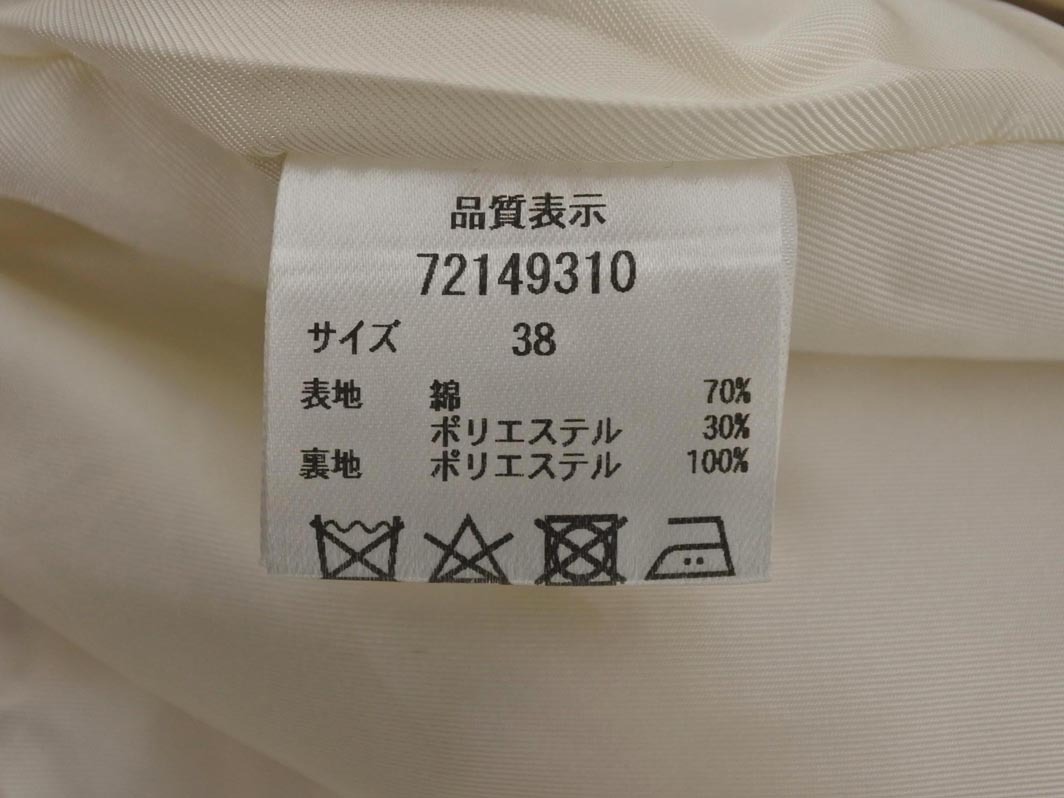 品質表示
72149310
サイズ 38
表地 綿 70%
ポリエステル 30%
裏地 ポリエステル 100%